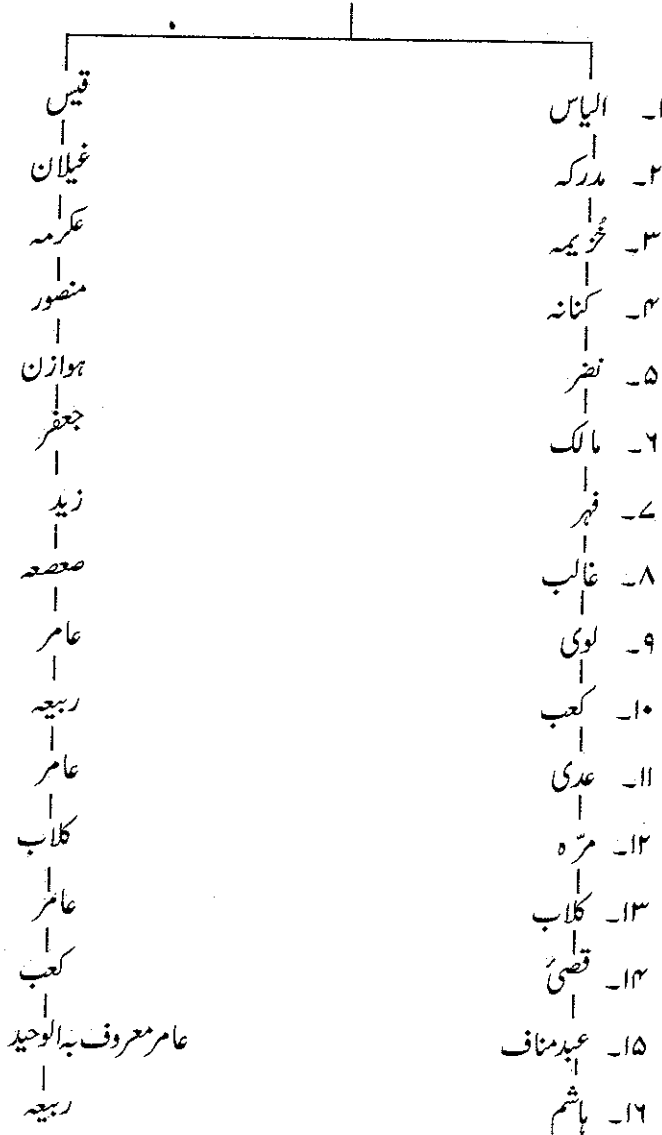 ۱۔ الیاس قیس
۲۔ مدرکہ غیلان
۳۔ خُزیمہ عکرمہ
۴۔ کنانہ منصور
۵۔ نضر ہوازن
۶۔ مالک جعفر
۷۔ فہر زید
۸۔ غالب صعصعہ
۹۔ لوی عامر
۱۰۔ کعب ربیعہ
۱۱۔ عدی عامر
۱۲۔ مرّہ کلاب
۱۳۔ کلاب عامر
۱۴۔ قصیٔ کعب
۱۵۔ عبدمناف عامر معروف بہ الوحید
۱۶۔ ہاشم ربیعہ